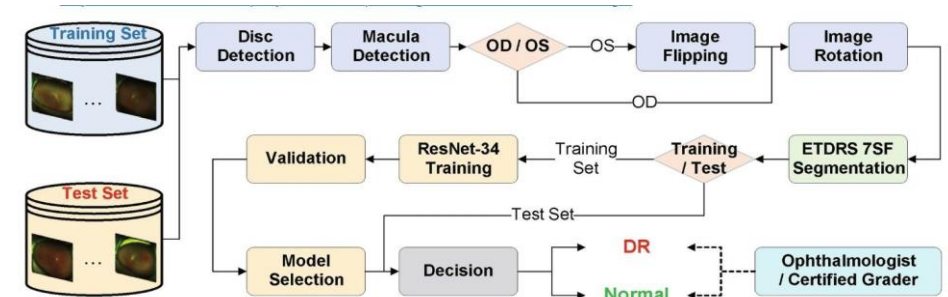 Training Set
Disc
Detection
Macula
Detection
OD / OS
OS
Image
Flipping
Image
Rotation
...
OD
Validation
ResNet-34
Training
Training
Set
Training
/ Test
ETDRS 7SF
Segmentation
Test Set
Test Set
...
Model
Selection
Decision
DR
Normal
Ophthalmologist
/ Certified Grader